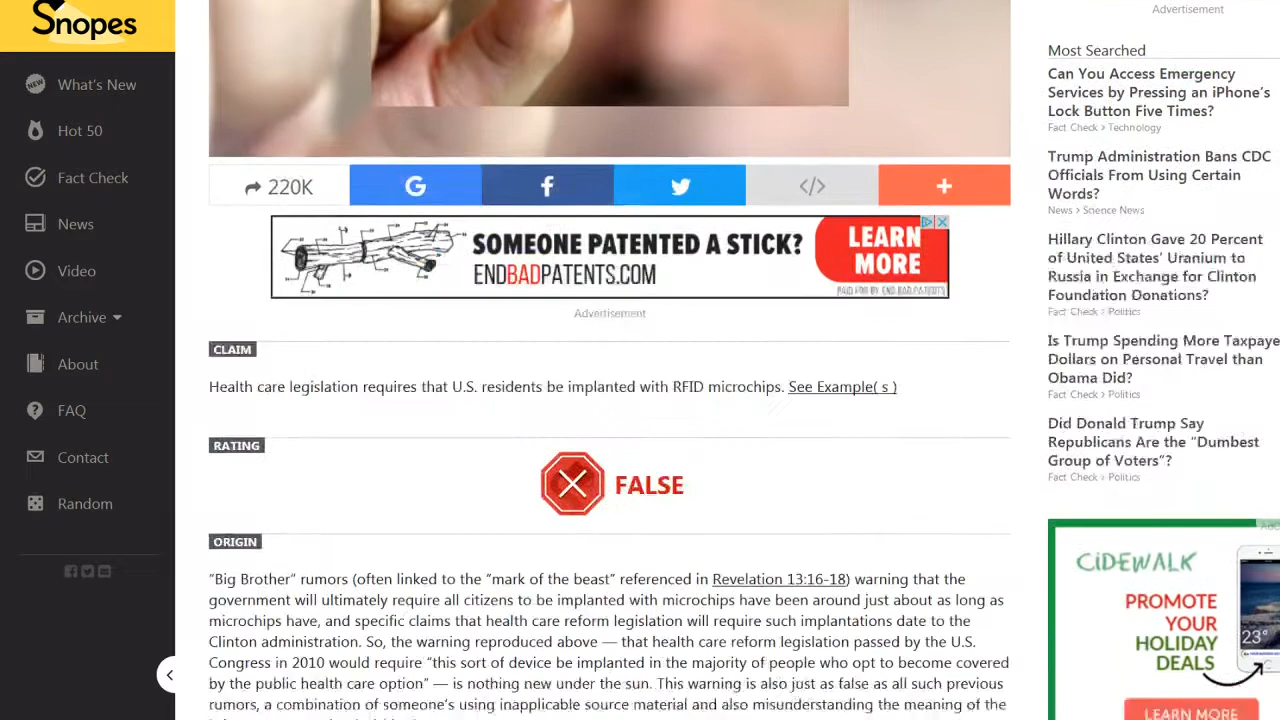 Snopes
What's New
Hot 50
Fact Check
News
Video
Archive
About
FAQ
Contact
Random
220K
G
f
</>
+
SOMEONE PATENTED A STICK?
ENDBADPATENTS.COM
LEARN
MORE
PAID FOR BY END BAD PATENTS
Advertisement
CLAIM
Health care legislation requires that U.S. residents be implanted with RFID microchips. See Example( s )
RATING
FALSE
ORIGIN
"Big Brother" rumors (often linked to the "mark of the beast" referenced in Revelation 13:16-18) warning that the
government will ultimately require all citizens to be implanted with microchips have been around just about as long as
microchips have, and specific claims that health care reform legislation will require such implantations date to the
Clinton administration. So, the warning reproduced above — that health care reform legislation passed by the U.S.
Congress in 2010 would require "this sort of device be implanted in the majority of people who opt to become covered
by the public health care option" — is nothing new under the sun. This warning is also just as false as all such previous
rumors, a combination of someone's using inapplicable source material and also misunderstanding the meaning of the
Advertisement
Most Searched
Can You Access Emergency
Services by Pressing an iPhone's
Lock Button Five Times?
Fact Check > Technology
Trump Administration Bans CDC
Officials From Using Certain
Words?
News > Science News
Hillary Clinton Gave 20 Percent
of United States' Uranium to
Russia in Exchange for Clinton
Foundation Donations?
Fact Check > Politics
Is Trump Spending More Taxpaye
Dollars on Personal Travel than
Obama Did?
Fact Check > Politics
Did Donald Trump Say
Republicans Are the "Dumbest
Group of Voters"?
Fact Check > Politics
CIDEWALK
PROMOTE
YOUR
HOLIDAY
DEALS
23°
LEARN MORE